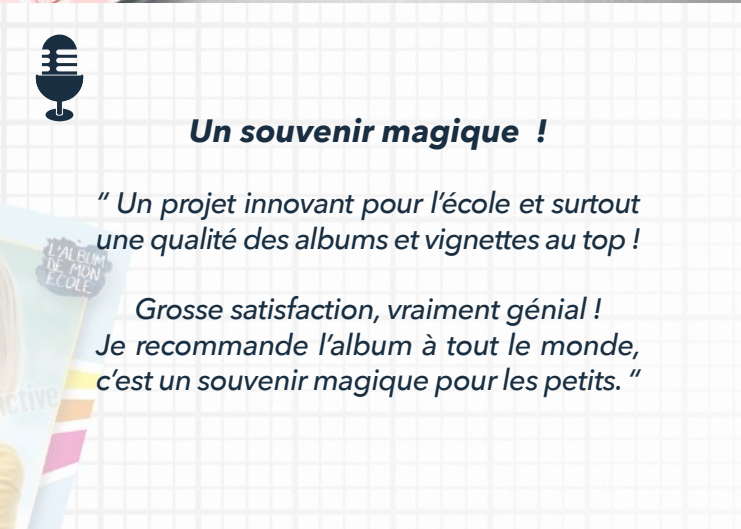 Un souvenir magique !
“ Un projet innovant pour l’école et surtout
une qualité des albums et vignettes au top !
L'ALBUM
DE MON
ÉCOLE
Grosse satisfaction, vraiment génial !
Je recommande l’album à tout le monde,
c’est un souvenir magique pour les petits. “